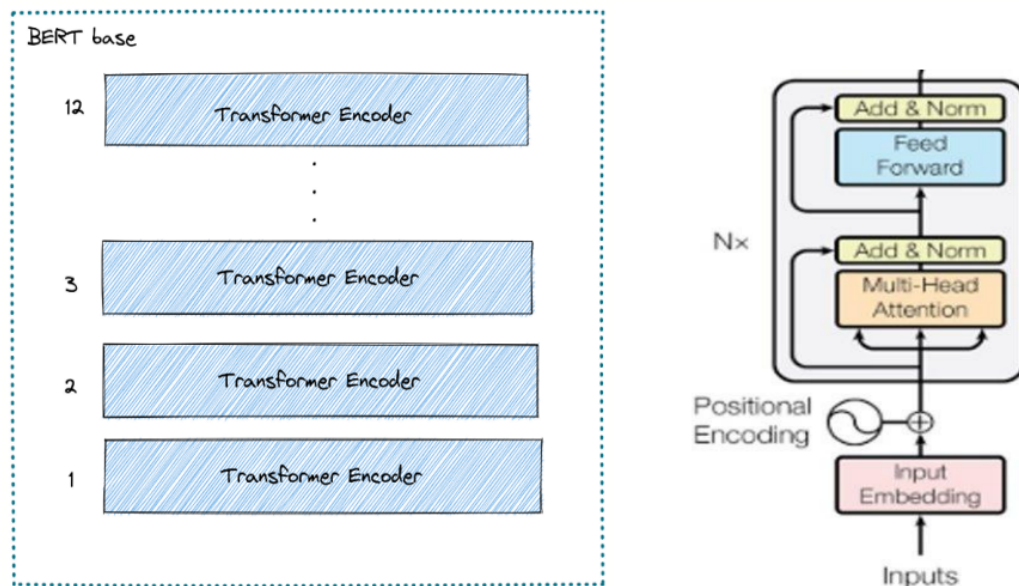 BERT base
12
Transformer Encoder
.
.
.
3
Transformer Encoder
2
Transformer Encoder
1
Transformer Encoder
Add & Norm
Feed
Forward
Nx
Add & Norm
Multi-Head
Attention
Positional
Encoding
Input
Embedding
Inputs